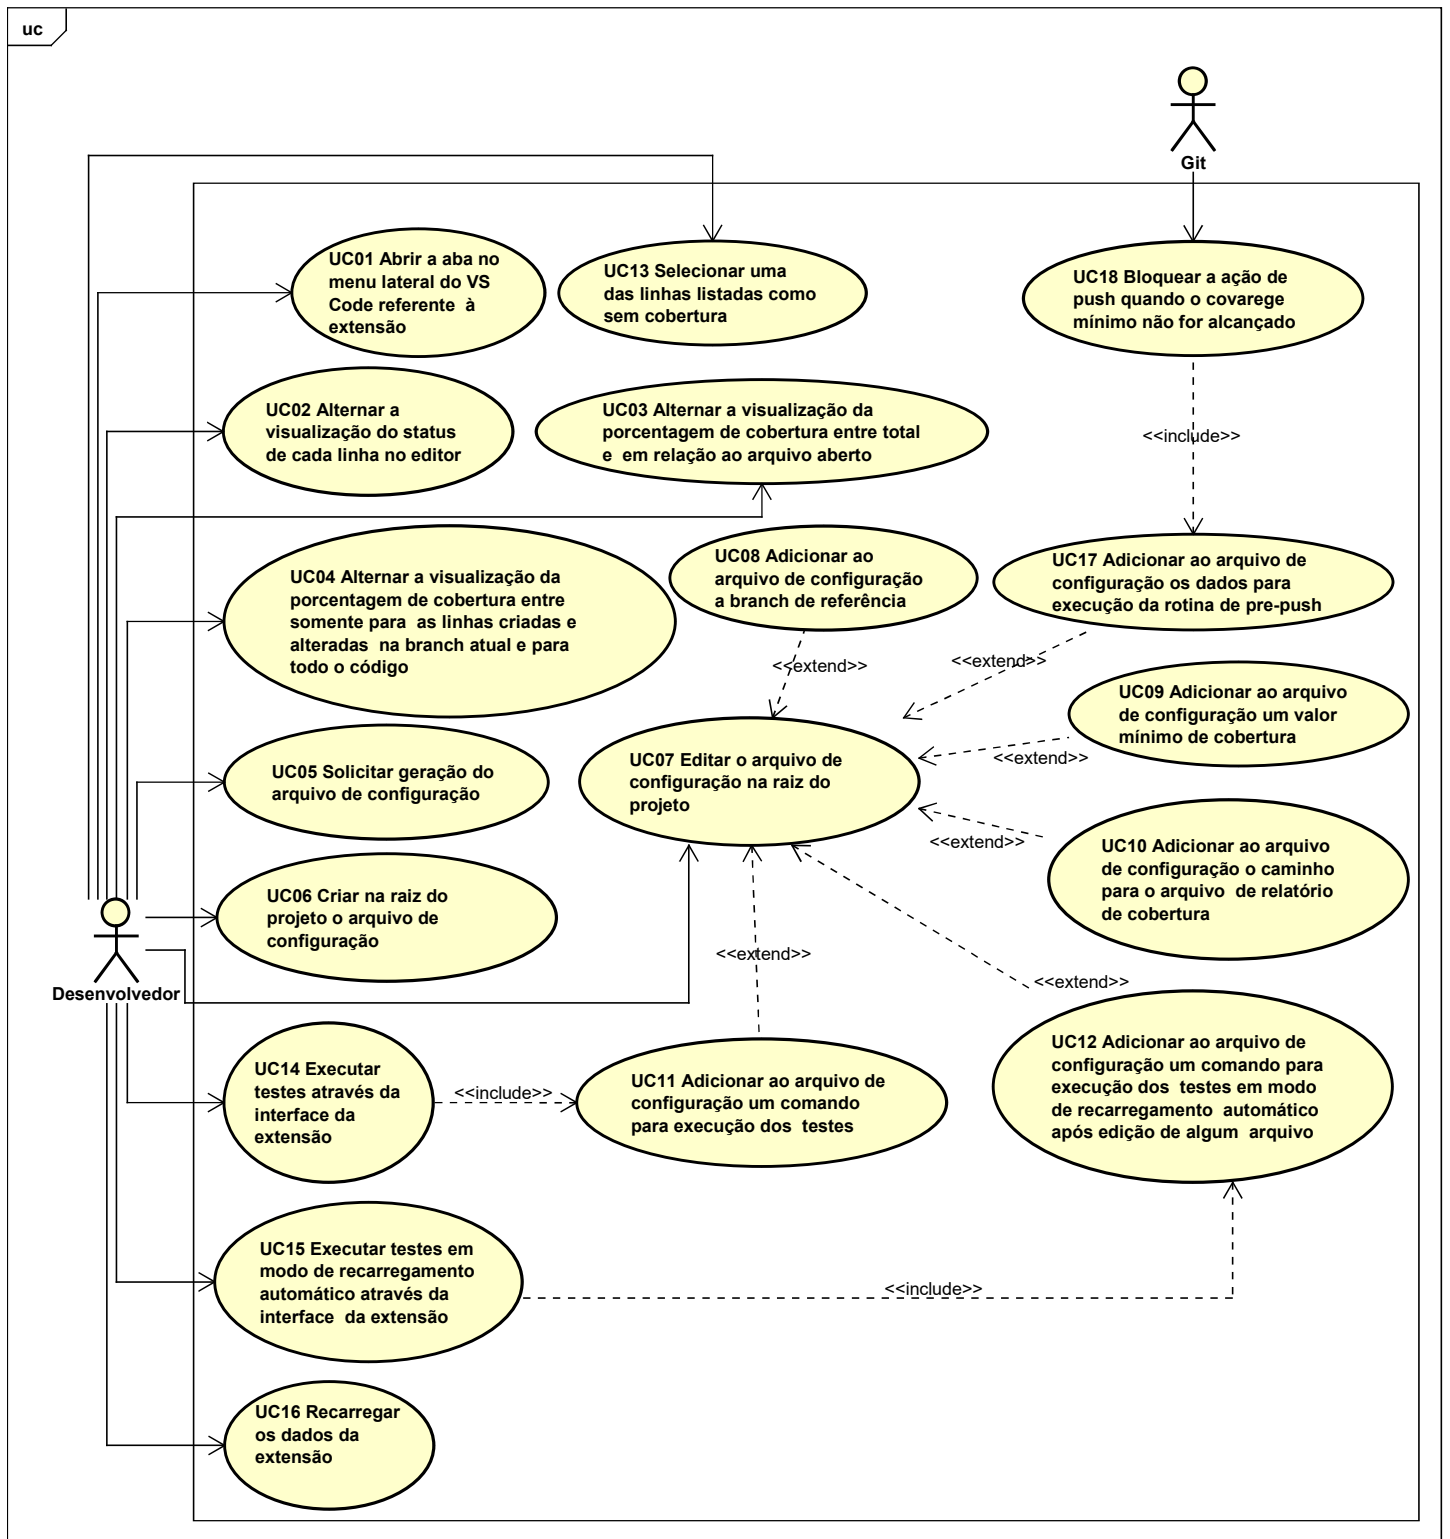 uc
Git
UC01 Abrir a aba no
menu lateral do VS
Code referente à
extensão
UC13 Selecionar uma
das linhas listadas como
sem cobertura
UC18 Bloquear a ação de
push quando o covarege
mínimo não for alcançado
UC02 Alternar a
visualização do status
de cada linha no editor
UC03 Alternar a visualização da
porcentagem de cobertura entre total
e em relação ao arquivo aberto
<<include>>
UC04 Alternar a visualização da
porcentagem de cobertura entre
somente para as linhas criadas e
alteradas na branch atual e para
todo o código
UC08 Adicionar ao
arquivo de configuração
a branch de referência
UC17 Adicionar ao arquivo de
configuração os dados para
execução da rotina de pre-push
<<extend>>
<<extend>>
UC09 Adicionar ao arquivo
de configuração um valor
mínimo de cobertura
<<extend>>
UC05 Solicitar geração do
arquivo de configuração
UC07 Editar o arquivo de
configuração na raiz do
projeto
<<extend>>
UC10 Adicionar ao arquivo
de configuração o caminho
para o arquivo de relatório
de cobertura
UC06 Criar na raiz do
projeto o arquivo de
configuração
<<extend>>
<<extend>>
Desenvolvedor
UC14 Executar
testes através da
interface da
extensão
<<include>>
UC11 Adicionar ao arquivo de
configuração um comando
para execução dos testes
UC12 Adicionar ao arquivo de
configuração um comando para
execução dos testes em modo
de recarregamento automático
após edição de algum arquivo
UC15 Executar testes em
modo de recarregamento
automático através da
interface da extensão
<<include>>
UC16 Recarregar
os dados da
extensão